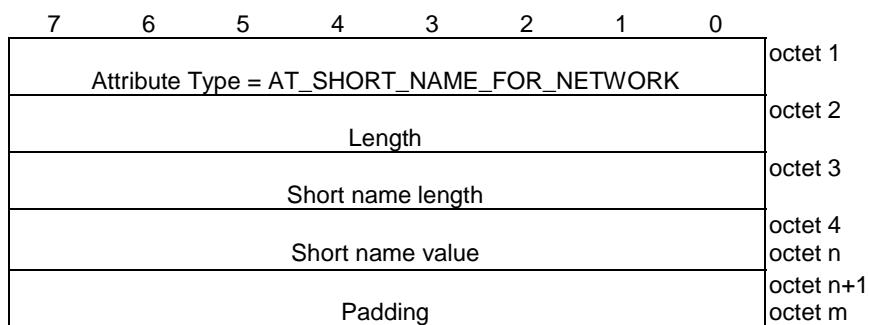 7 6 5 4 3 2 1 0
octet 1
Attribute Type = AT_SHORT_NAME_FOR_NETWORK
octet 2
Length
octet 3
Short name length
octet 4
Short name value octet n
octet n+1
Padding octet m